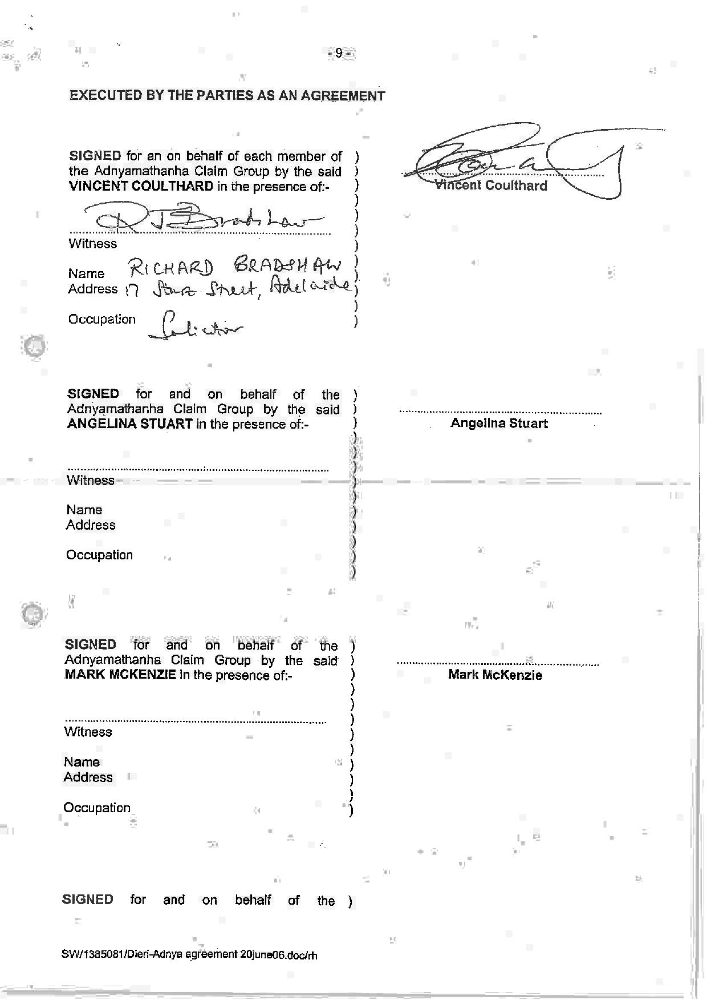 - 9 -
EXECUTED BY THE PARTIES AS AN AGREEMENT
SIGNED for an on behalf of each member of )
the Adnyamathanha Claim Group by the said )
VINCENT COULTHARD in the presence of:- )
Vincent Coulthard
RJBradshaw
Witness
Name RICHARD BRADSHAW
Address 17 Sturt Street, Adelaide
Occupation Solicitor
SIGNED for and on behalf of the )
Adnyamathanha Claim Group by the said )
ANGELINA STUART in the presence of:- )
Angelina Stuart
Witness
Name
Address
Occupation
SIGNED for and on behalf of the )
Adnyamathanha Claim Group by the said )
MARK MCKENZIE in the presence of:- )
Mark McKenzie
Witness
Name
Address
Occupation
SIGNED for and on behalf of the )
SW/1385081/Dieri-Adnya agreement 20june06.doc/rh